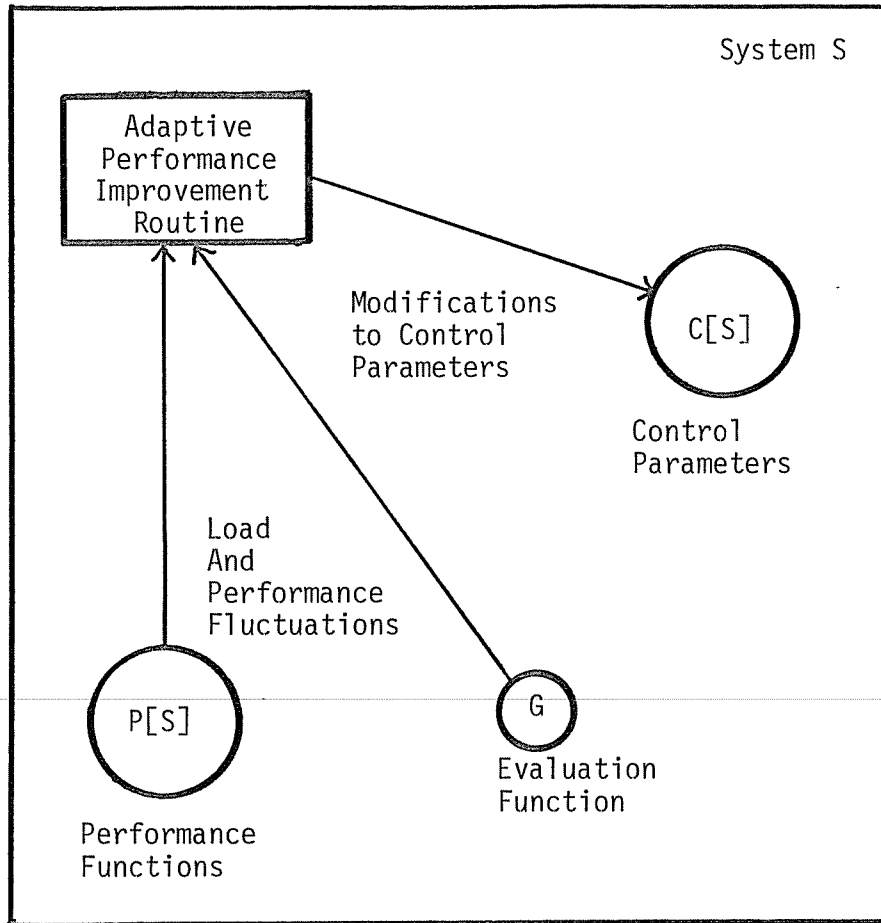 System S
Adaptive
Performance
Improvement
Routine
Modifications
to Control
Parameters
C[S]
Control
Parameters
Load
And
Performance
Fluctuations
P[S]
G
Evaluation
Function
Performance
Functions